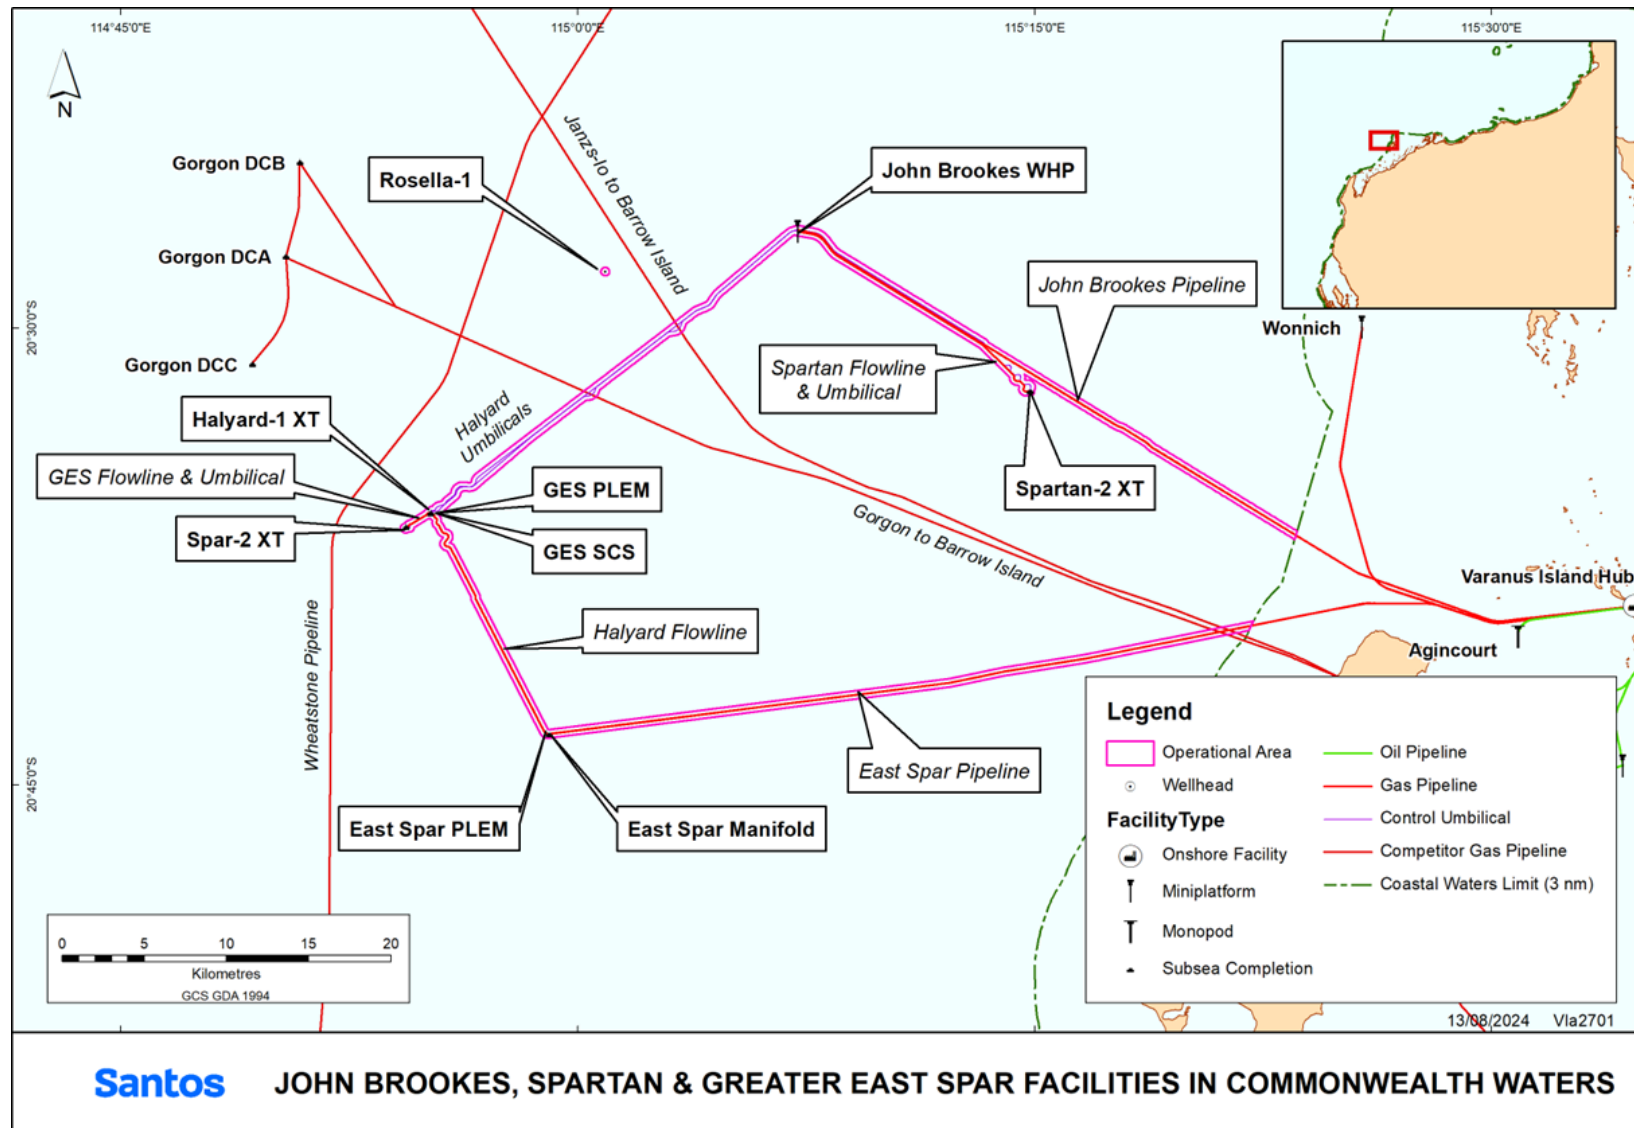 114°45'0"E
115°0'0"E
115°15'0"E
115°30'0"E
N
Gorgon DCB
Rosella-1
Janzs-Io to Barrow Island
John Brookes WHP
Gorgon DCA
John Brookes Pipeline
20°30'0"S
Wonnich
Gorgon DCC
Spartan Flowline
& Umbilical
Halyard-1 XT
Halyard
Umbilicals
GES Flowline & Umbilical
GES PLEM
Spartan-2 XT
Spar-2 XT
GES SCS
Gorgon to Barrow Island
Varanus Island Hub
Wheatstone Pipeline
Halyard Flowline
Agincourt
East Spar Pipeline
20°45'0"S
East Spar PLEM
East Spar Manifold
Legend
Operational Area
Wellhead
FacilityType
Onshore Facility
Miniplatform
Monopod
Subsea Completion
Oil Pipeline
Gas Pipeline
Control Umbilical
Competitor Gas Pipeline
Coastal Waters Limit (3 nm)
0 5 10 15 20
Kilometres
GCS GDA 1994
13/08/2024 Vla2701
Santos JOHN BROOKES, SPARTAN & GREATER EAST SPAR FACILITIES IN COMMONWEALTH WATERS